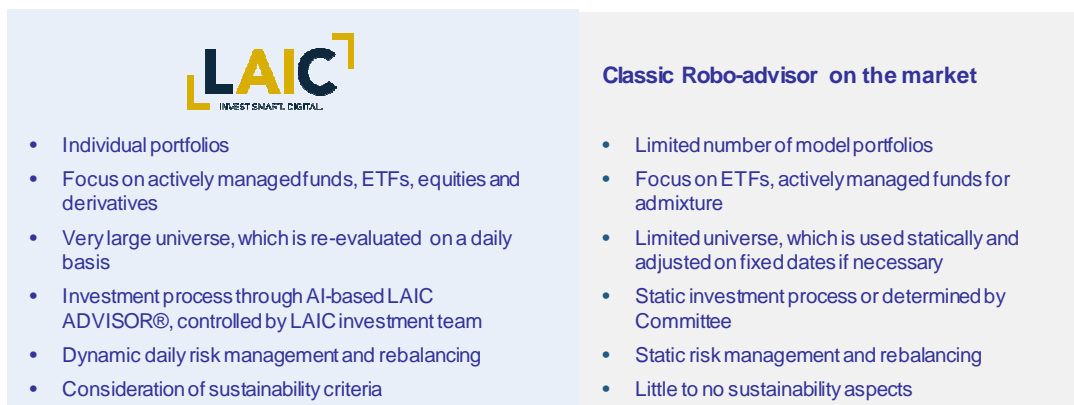 LAIC
INVEST SMART. DIGITAL.
• Individual portfolios
• Focus on actively managed funds, ETFs, equities and
derivatives
• Very large universe, which is re-evaluated on a daily
basis
• Investment process through AI-based LAIC
ADVISOR®, controlled by LAIC investment team
• Dynamic daily risk management and rebalancing
• Consideration of sustainability criteria
Classic Robo-advisor on the market
• Limited number of model portfolios
• Focus on ETFs, actively managed funds for
admixture
• Limited universe, which is used statically and
adjusted on fixed dates if necessary
• Static investment process or determined by
Committee
• Static risk management and rebalancing
• Little to no sustainability aspects